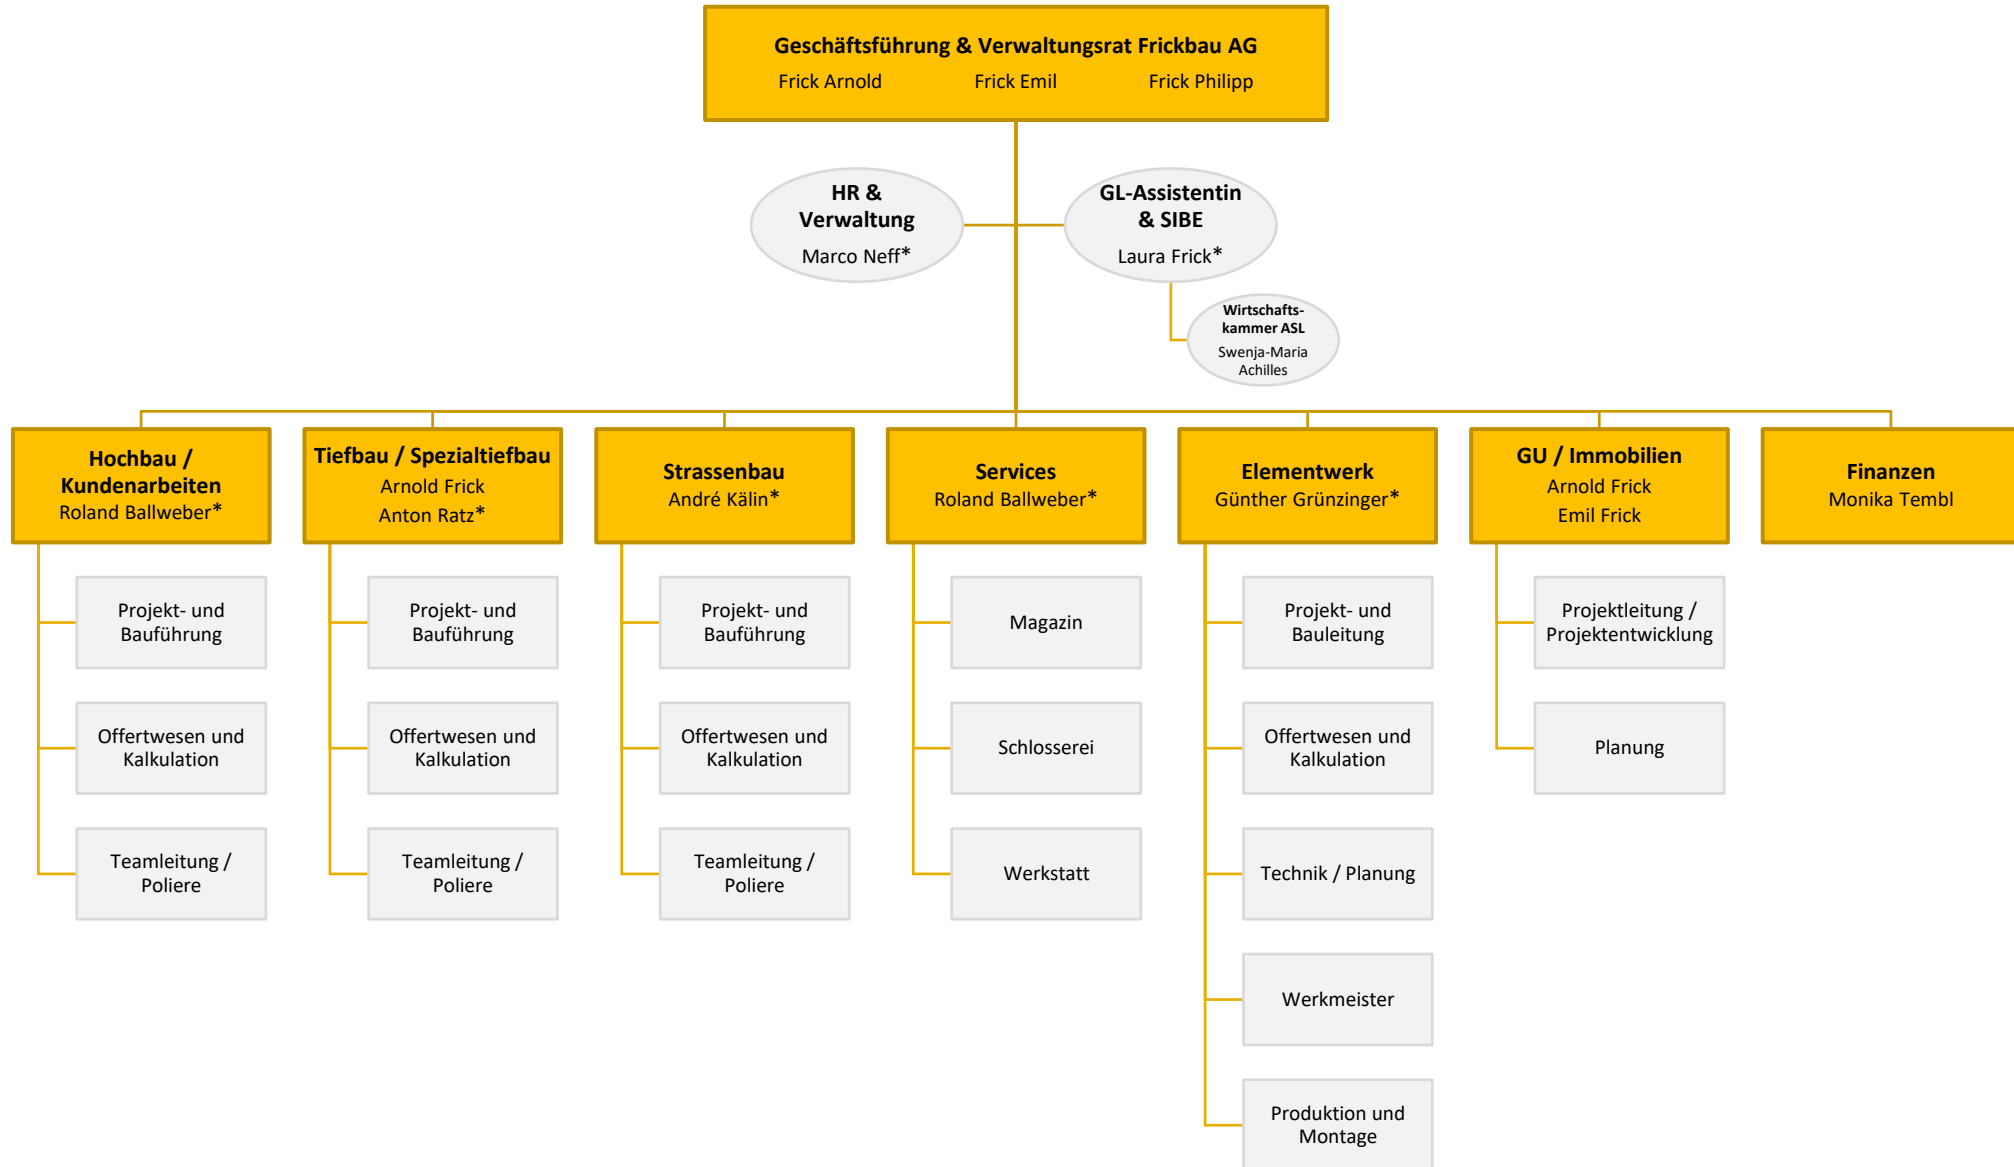 Geschäftsführung & Verwaltungsrat Frickbau AG
Frick Arnold Frick Emil Frick Philipp
HR &
Verwaltung
Marco Neff*
GL-Assistentin
& SIBE
Laura Frick*
Wirtschafts-
kammer ASL
Swenja-Maria
Achilles
Hochbau /
Kundenarbeiten
Roland Ballweber*
Projekt- und
Bauführung
Offertwesen und
Kalkulation
Teamleitung /
Poliere
Tiefbau / Spezialtiefbau
Arnold Frick
Anton Ratz*
Projekt- und
Bauführung
Offertwesen und
Kalkulation
Teamleitung /
Poliere
Strassenbau
André Kälin*
Projekt- und
Bauführung
Offertwesen und
Kalkulation
Teamleitung /
Poliere
Services
Roland Ballweber*
Magazin
Schlosserei
Werkstatt
Elementwerk
Günther Grünzinger*
Projekt- und
Bauleitung
Offertwesen und
Kalkulation
Technik / Planung
Werkmeister
Produktion und
Montage
GU / Immobilien
Arnold Frick
Emil Frick
Projektleitung /
Projektentwicklung
Planung
Finanzen
Monika Tembl